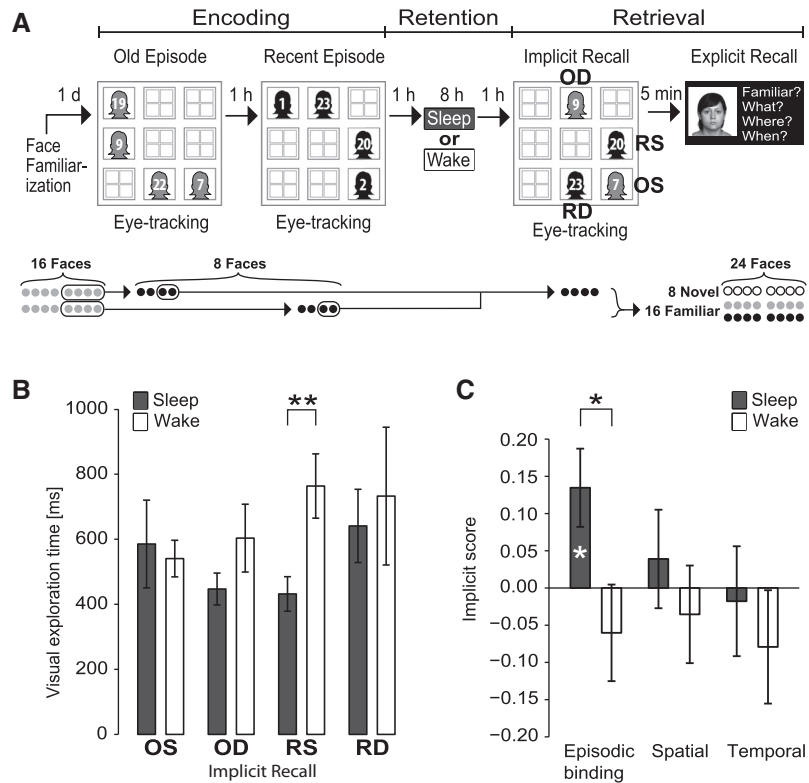 A
Encoding
Retention
Retrieval
Old Episode
Recent Episode
Implicit Recall
Explicit Recall
1 d
Face
Familiar-
ization
19
9
22
7
Eye-tracking
1 h
1
23
20
2
Eye-tracking
1 h
8 h
Sleep
or
Wake
1 h
OD
9
20
RS
23
7
OS
RD
Eye-tracking
5 min
Familiar?
What?
Where?
When?
16 Faces
8 Faces
24 Faces
8 Novel
16 Familiar
B
Sleep
Wake
**
Visual exploration time [ms]
1000
800
600
400
200
0
OS
OD
RS
RD
Implicit Recall
C
Sleep
Wake
*
*
Implicit score
0.20
0.15
0.10
0.05
0.00
−0.05
−0.10
−0.15
−0.20
Episodic
binding
Spatial
Temporal